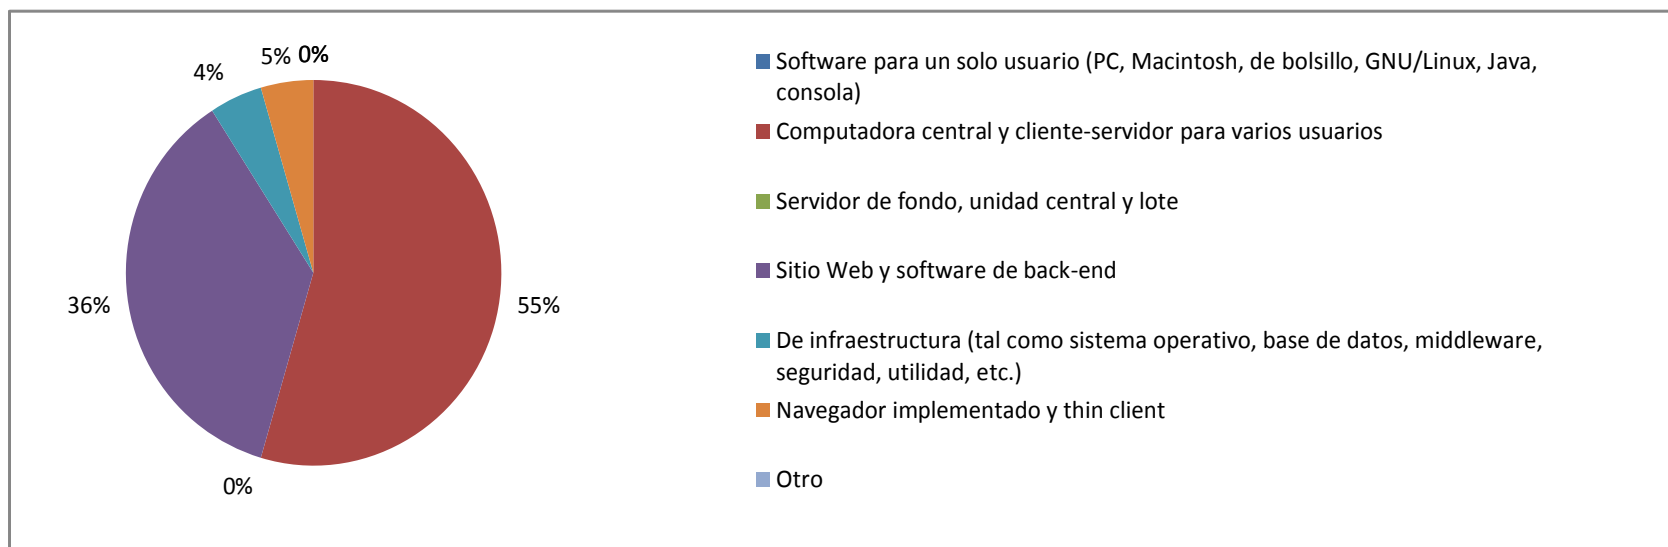 5% 0%
4%
36%
55%
0%
Software para un solo usuario (PC, Macintosh, de bolsillo, GNU/Linux, Java,
consola)
Computadora central y cliente-servidor para varios usuarios
Servidor de fondo, unidad central y lote
Sitio Web y software de back-end
De infraestructura (tal como sistema operativo, base de datos, middleware,
seguridad, utilidad, etc.)
Navegador implementado y thin client
Otro